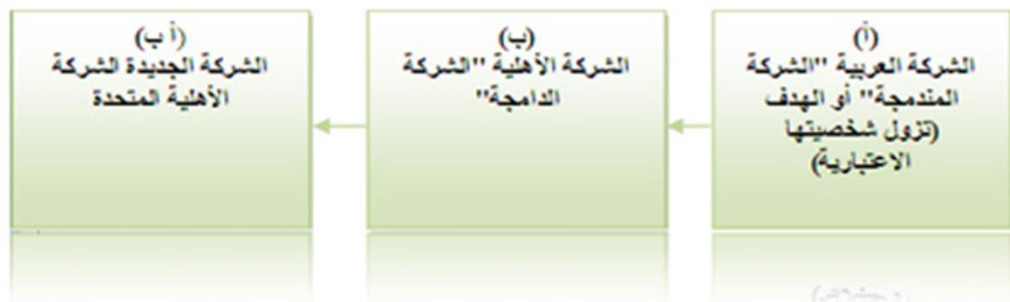 (أ)
الشركة العربية "الشركة
المندمجة" أو الهدف
(تزول شخصيتها
الاعتبارية)
(ب)
الشركة الأهلية "الشركة
الدامجة"
(أ ب)
الشركة الجديدة الشركة
الأهلية المتحدة